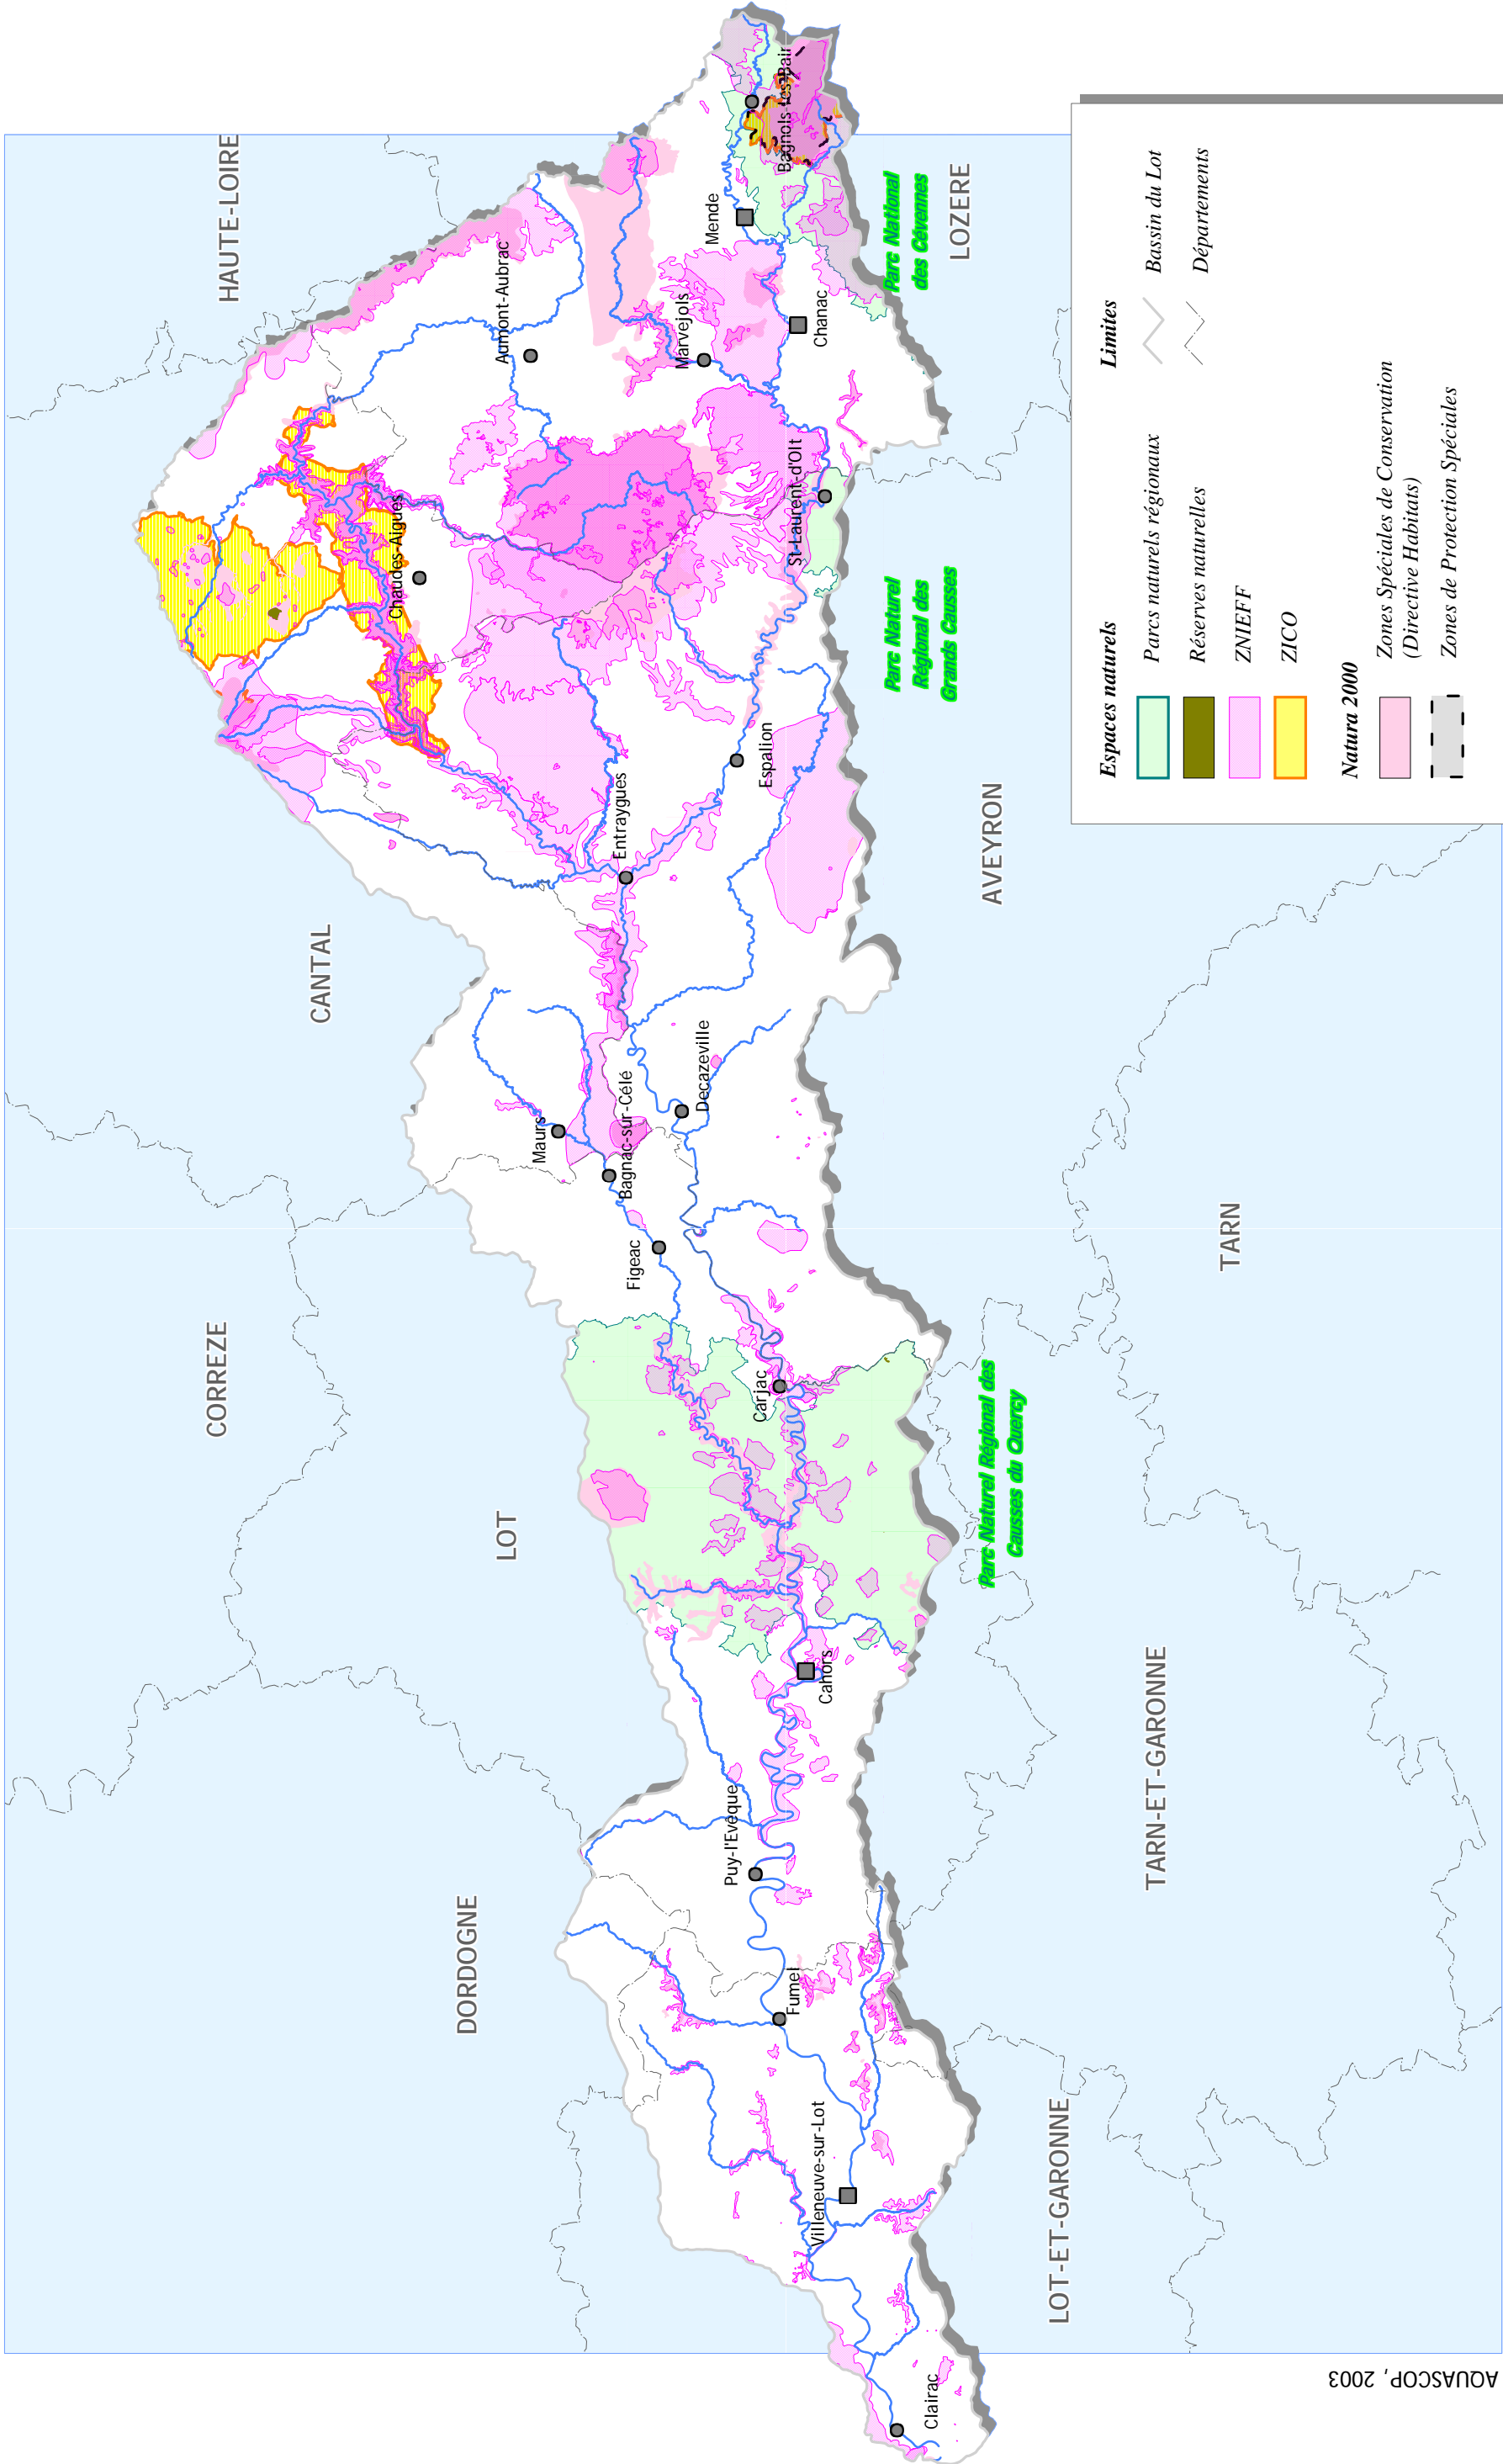 HAUTE-LOIRE
CANTAL
CORREZE
LOT
DORDOGNE
LOZERE
AVEYRON
TARN
TARN-ET-GARONNE
LOT-ET-GARONNE
Parc National
des Cévennes
Parc Naturel
Régional des
Grands Causses
Parc Naturel Régional des
Causses du Quercy
Clairac
Villeneuve-sur-Lot
Fumel
Puy-l'Eveque
Cahors
Carjac
Figeac
Bagnac-sur-Célé
Maurs
Decazeville
Entraygues
Espalion
Chaudes-Aigues
St-Laurent-d'Olt
Aumont-Aubrac
Marvejols
Chanac
Mende
Bagnols-les-Bair
Espaces naturels
Parcs naturels régionaux
Réserves naturelles
ZNIEFF
ZICO
Natura 2000
Zones Spéciales de Conservation
(Directive Habitats)
Zones de Protection Spéciales
Limites
Bassin du Lot
Départements
AQUASCOP, 2003